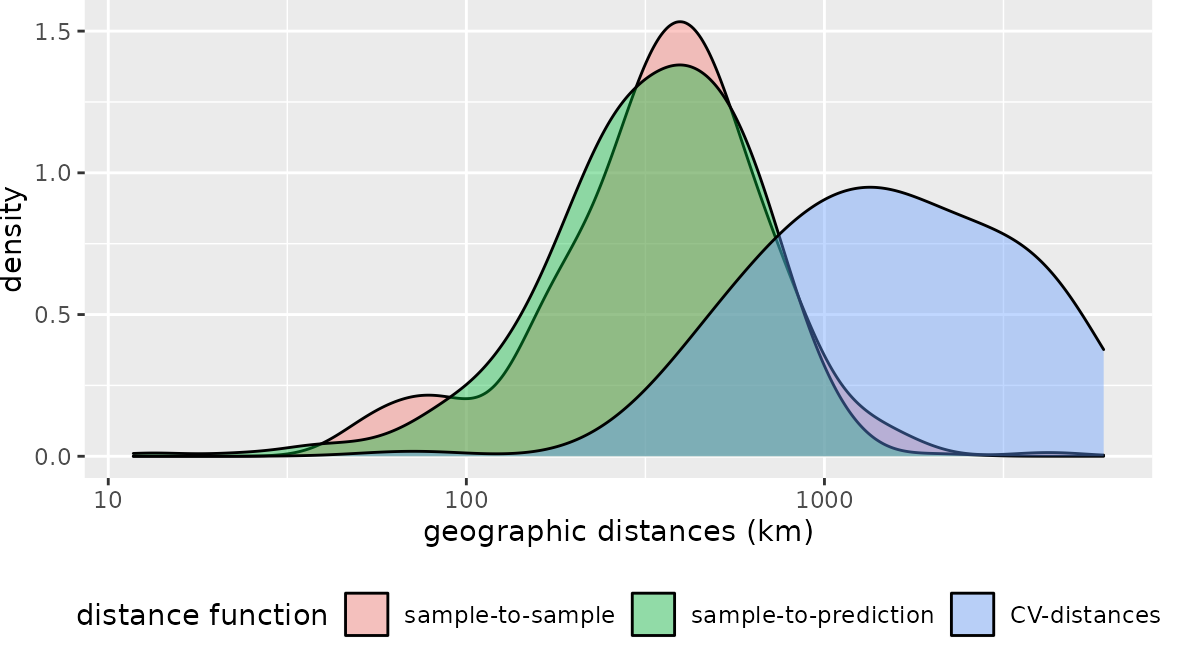 1.5
1.0
0.5
0.0
density
10 100 1000
geographic distances (km)
distance function sample-to-sample sample-to-prediction CV-distances